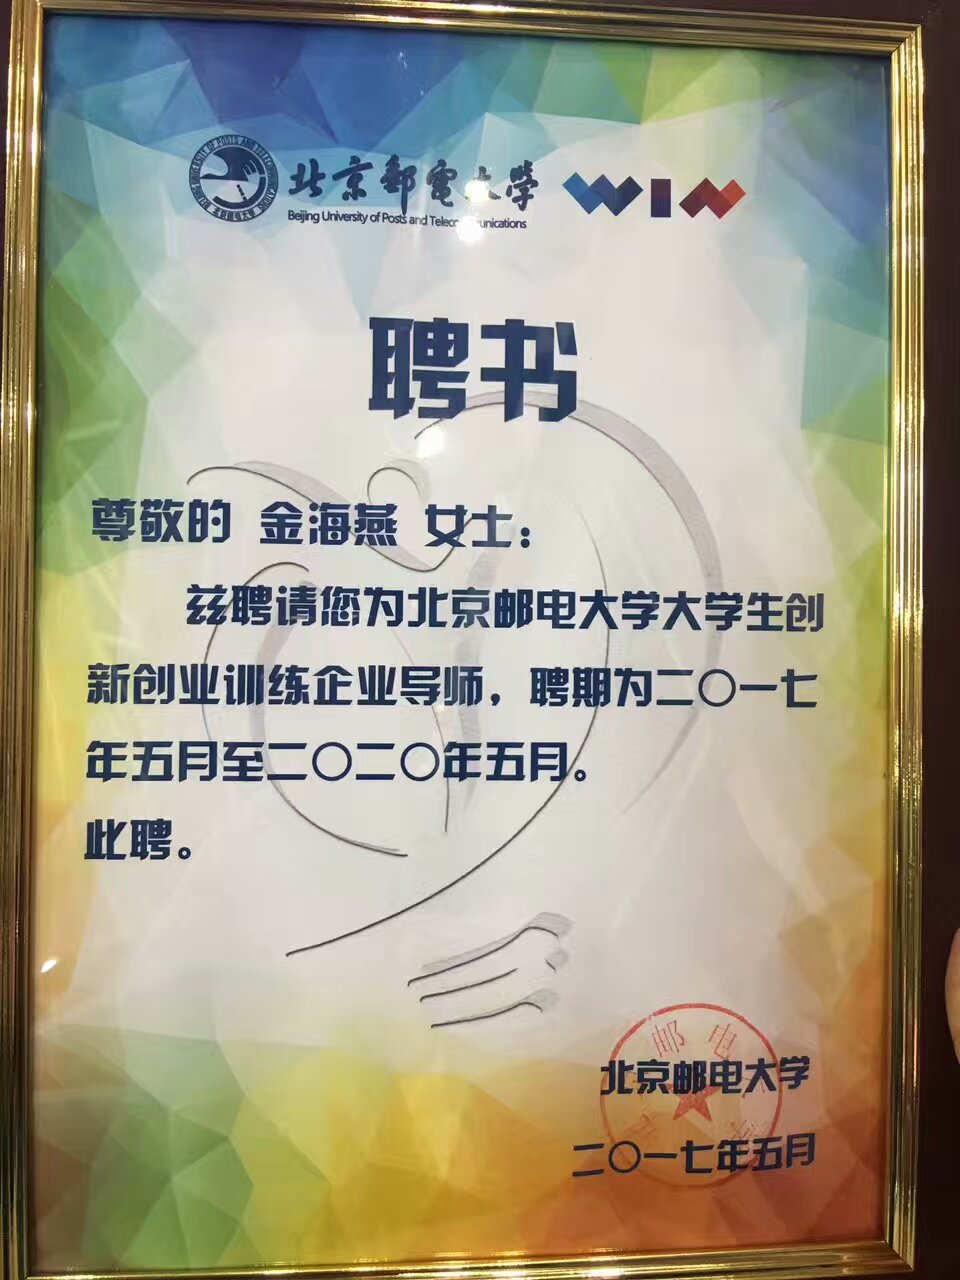 北京郵電大學 WIN
Beijing University of Posts and Telecommunications
聘书
尊敬的 金海燕 女士：
兹聘请您为北京邮电大学大学生创
新创业训练企业导师，聘期为二〇一七
年五月至二〇二〇年五月。
此聘。
北京邮电大学
二〇一七年五月